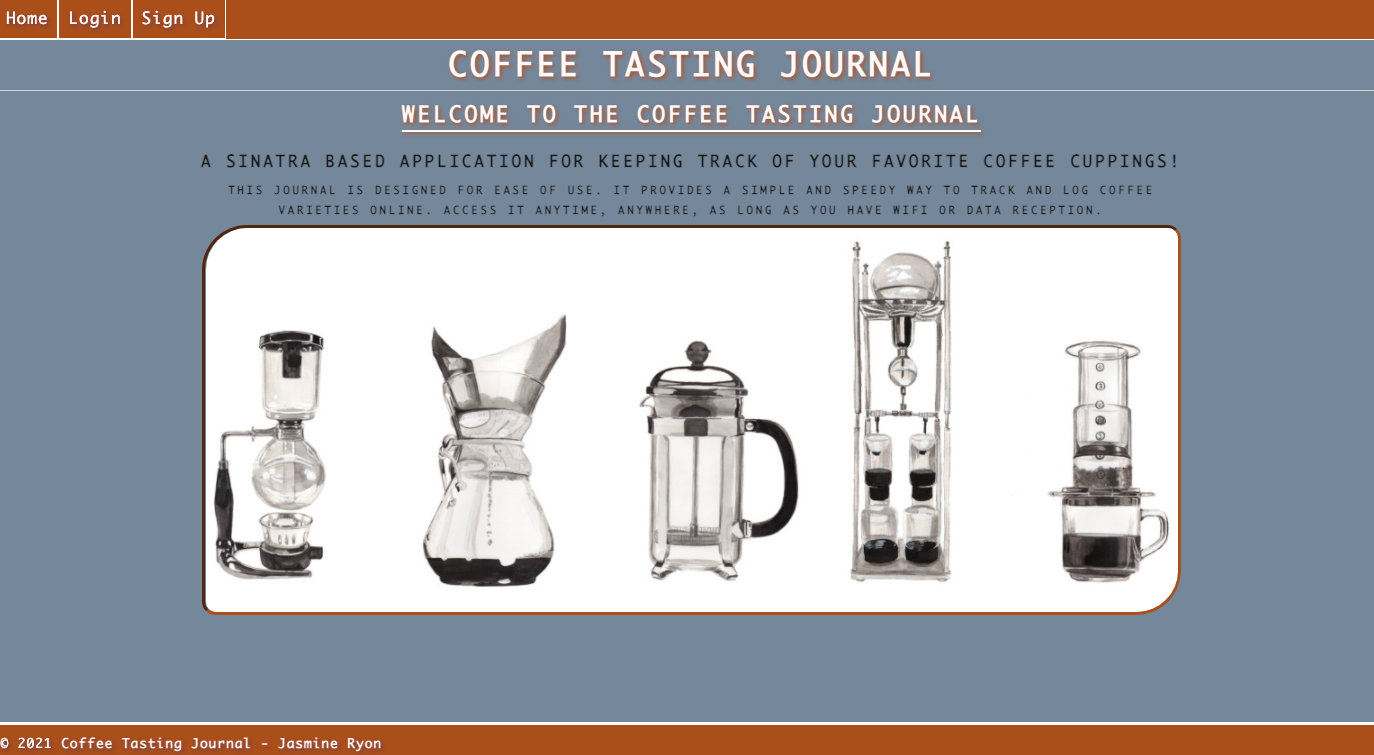 Home Login Sign Up
COFFEE TASTING JOURNAL
WELCOME TO THE COFFEE TASTING JOURNAL
A SINATRA BASED APPLICATION FOR KEEPING TRACK OF YOUR FAVORITE COFFEE CUPPINGS!
THIS JOURNAL IS DESIGNED FOR EASE OF USE. IT PROVIDES A SIMPLE AND SPEEDY WAY TO TRACK AND LOG COFFEE
VARIETIES ONLINE. ACCESS IT ANYTIME, ANYWHERE, AS LONG AS YOU HAVE WIFI OR DATA RECEPTION.
© 2021 Coffee Tasting Journal - Jasmine Ryon